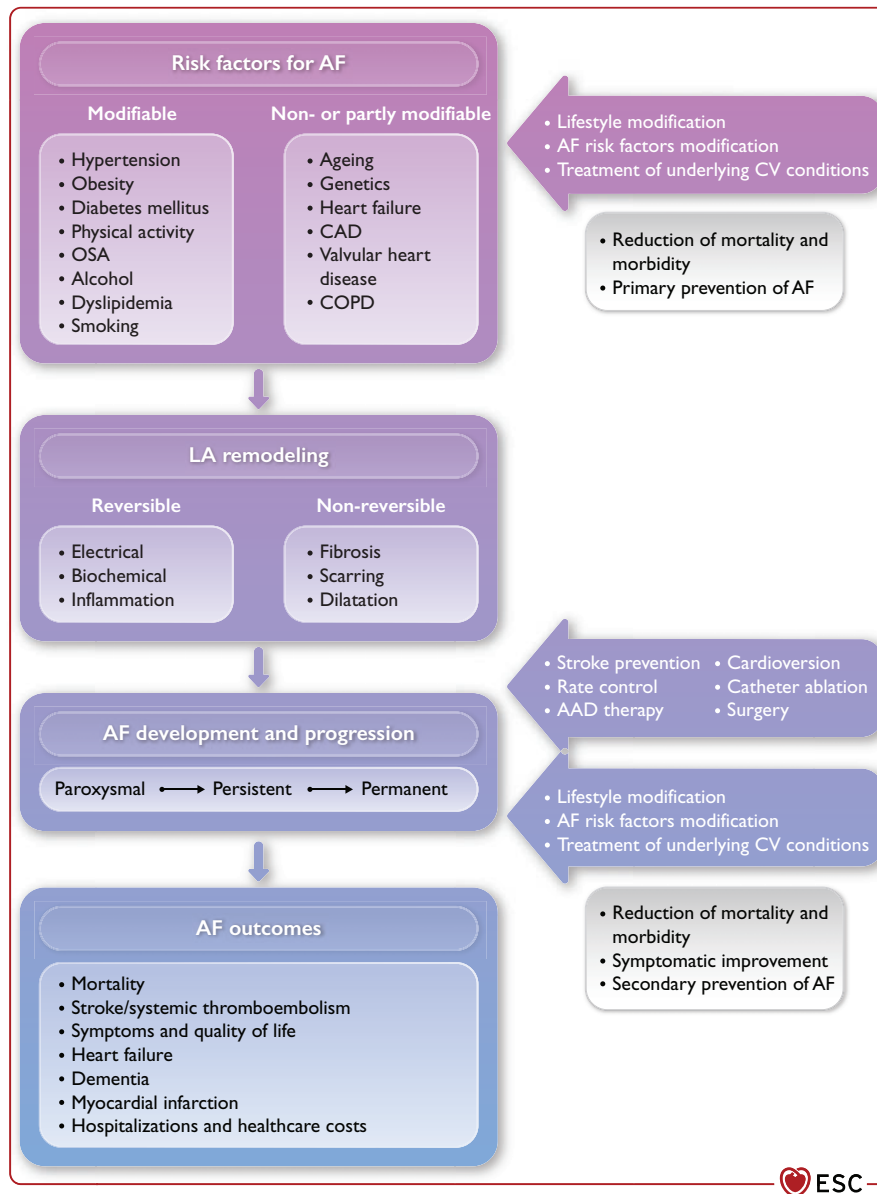 Risk factors for AF
Modifiable
• Hypertension
• Obesity
• Diabetes mellitus
• Physical activity
• OSA
• Alcohol
• Dyslipidemia
• Smoking
Non- or partly modifiable
• Ageing
• Genetics
• Heart failure
• CAD
• Valvular heart
disease
• COPD
• Lifestyle modification
• AF risk factors modification
• Treatment of underlying CV conditions
• Reduction of mortality and
morbidity
• Primary prevention of AF
LA remodeling
Reversible
• Electrical
• Biochemical
• Inflammation
Non-reversible
• Fibrosis
• Scarring
• Dilatation
• Stroke prevention
• Rate control
• AAD therapy
• Cardioversion
• Catheter ablation
• Surgery
AF development and progression
Paroxysmal Persistent Permanent
• Lifestyle modification
• AF risk factors modification
• Treatment of underlying CV conditions
• Reduction of mortality and
morbidity
• Symptomatic improvement
• Secondary prevention of AF
AF outcomes
• Mortality
• Stroke/systemic thromboembolism
• Symptoms and quality of life
• Heart failure
• Dementia
• Myocardial infarction
• Hospitalizations and healthcare costs
ESC